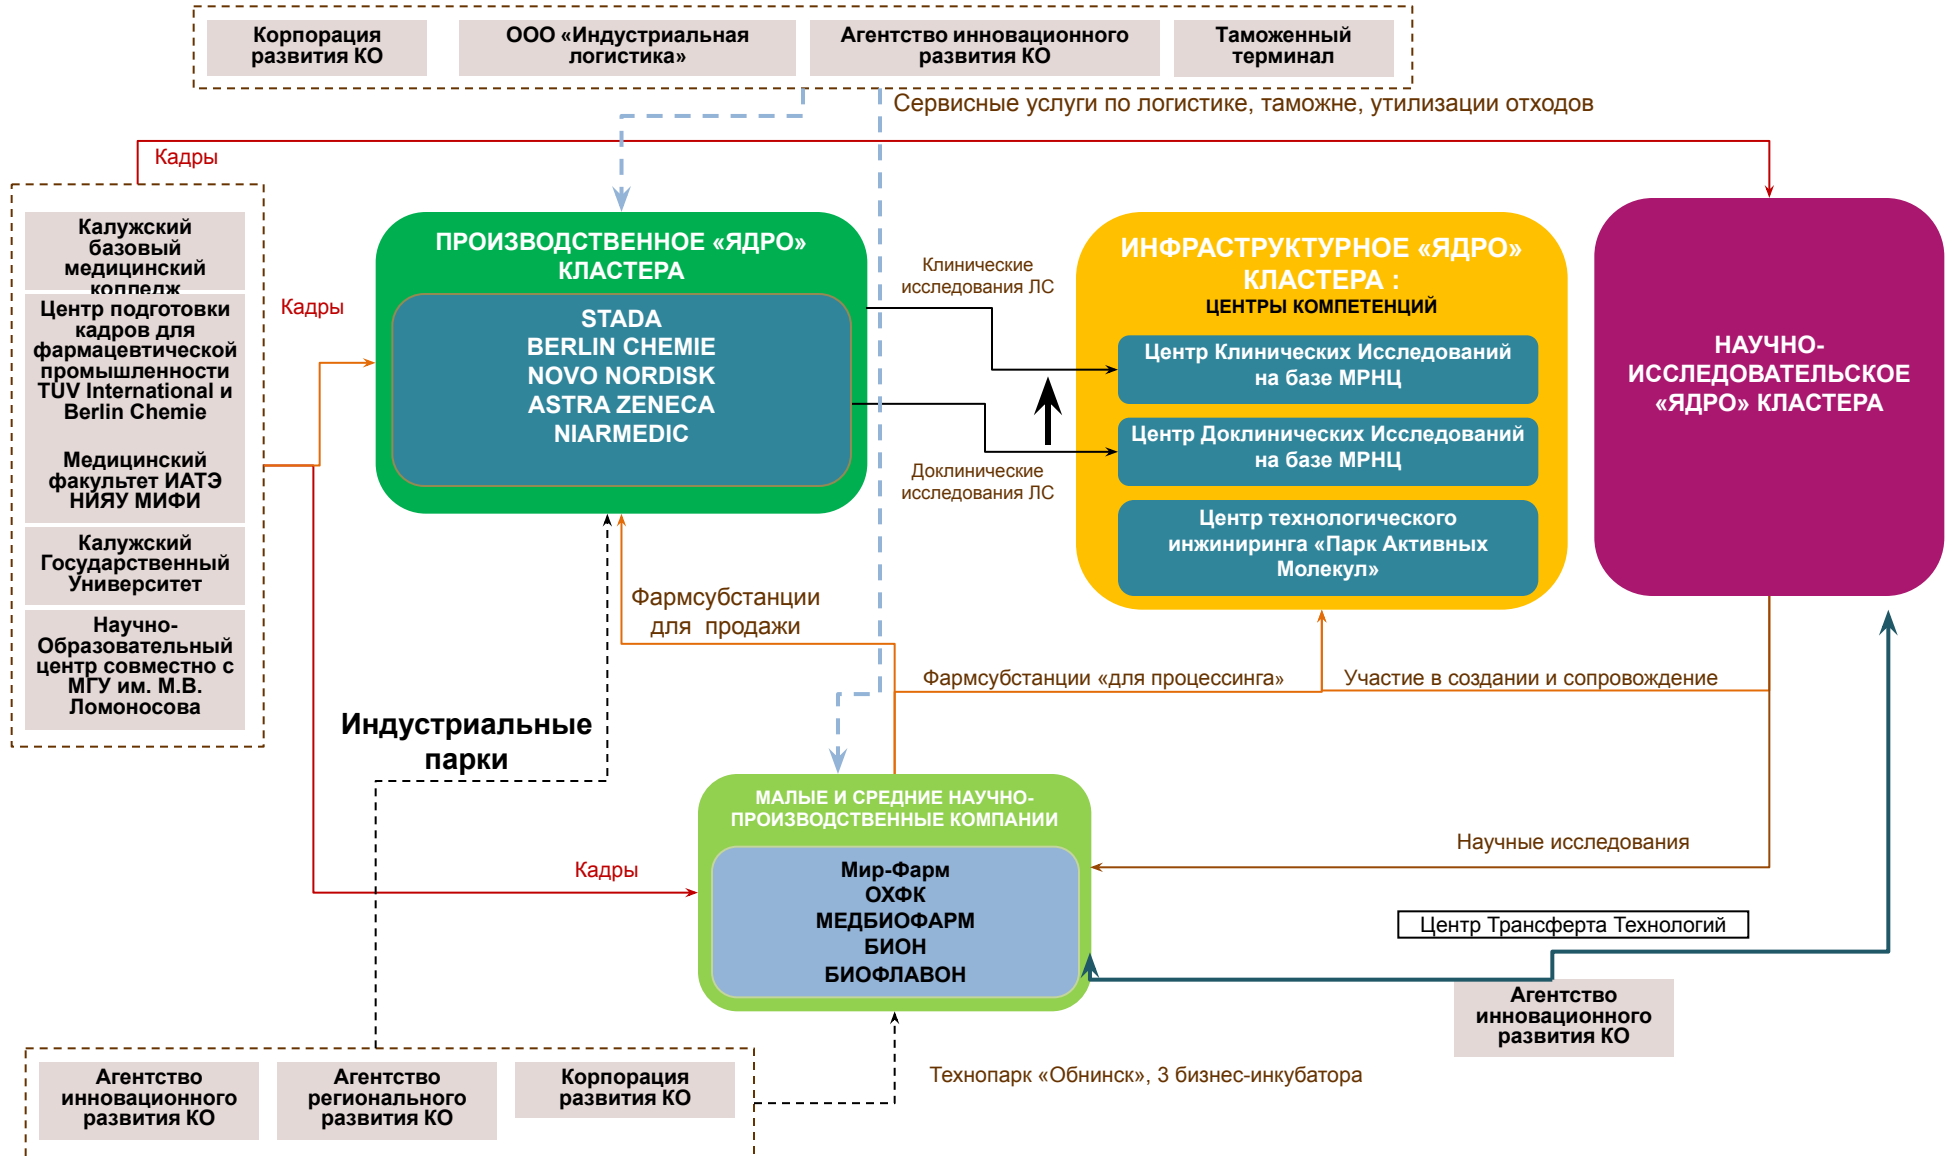 Корпорация
развития КО
ООО «Индустриальная
логистика»
Агентство инновационного
развития КО
Таможенный
терминал
Сервисные услуги по логистике, таможне, утилизации отходов
Кадры
Калужский
базовый
медицинский
колледж
Центр подготовки
кадров для
фармацевтической
промышленности
TUV International и
Berlin Chemie
Медицинский
факультет ИАТЭ
НИЯУ МИФИ
Калужский
Государственный
Университет
Научно-
Образовательный
центр совместно с
МГУ им. М.В.
Ломоносова
Кадры
ПРОИЗВОДСТВЕННОЕ «ЯДРО»
КЛАСТЕРА
STADA
BERLIN CHEMIE
NOVO NORDISK
ASTRA ZENECA
NIARMEDIC
Клинические
исследования ЛС
Доклинические
исследования ЛС
ИНФРАСТРУКТУРНОЕ «ЯДРО»
КЛАСТЕРА :
ЦЕНТРЫ КОМПЕТЕНЦИЙ
Центр Клинических Исследований
на базе МРНЦ
Центр Доклинических Исследований
на базе МРНЦ
Центр технологического
инжиниринга «Парк Активных
Молекул»
НАУЧНО-
ИССЛЕДОВАТЕЛЬСКОЕ
«ЯДРО» КЛАСТЕРА
Фармсубстанции
для продажи
Фармсубстанции «для процессинга»
Участие в создании и сопровождение
Индустриальные
парки
МАЛЫЕ И СРЕДНИЕ НАУЧНО-
ПРОИЗВОДСТВЕННЫЕ КОМПАНИИ
Мир-Фарм
ОХФК
МЕДБИОФАРМ
БИОН
БИОФЛАВОН
Кадры
Научные исследования
Центр Трансферта Технологий
Агентство
инновационного
развития КО
Агентство
инновационного
развития КО
Агентство
регионального
развития КО
Корпорация
развития КО
Технопарк «Обнинск», 3 бизнес-инкубатора